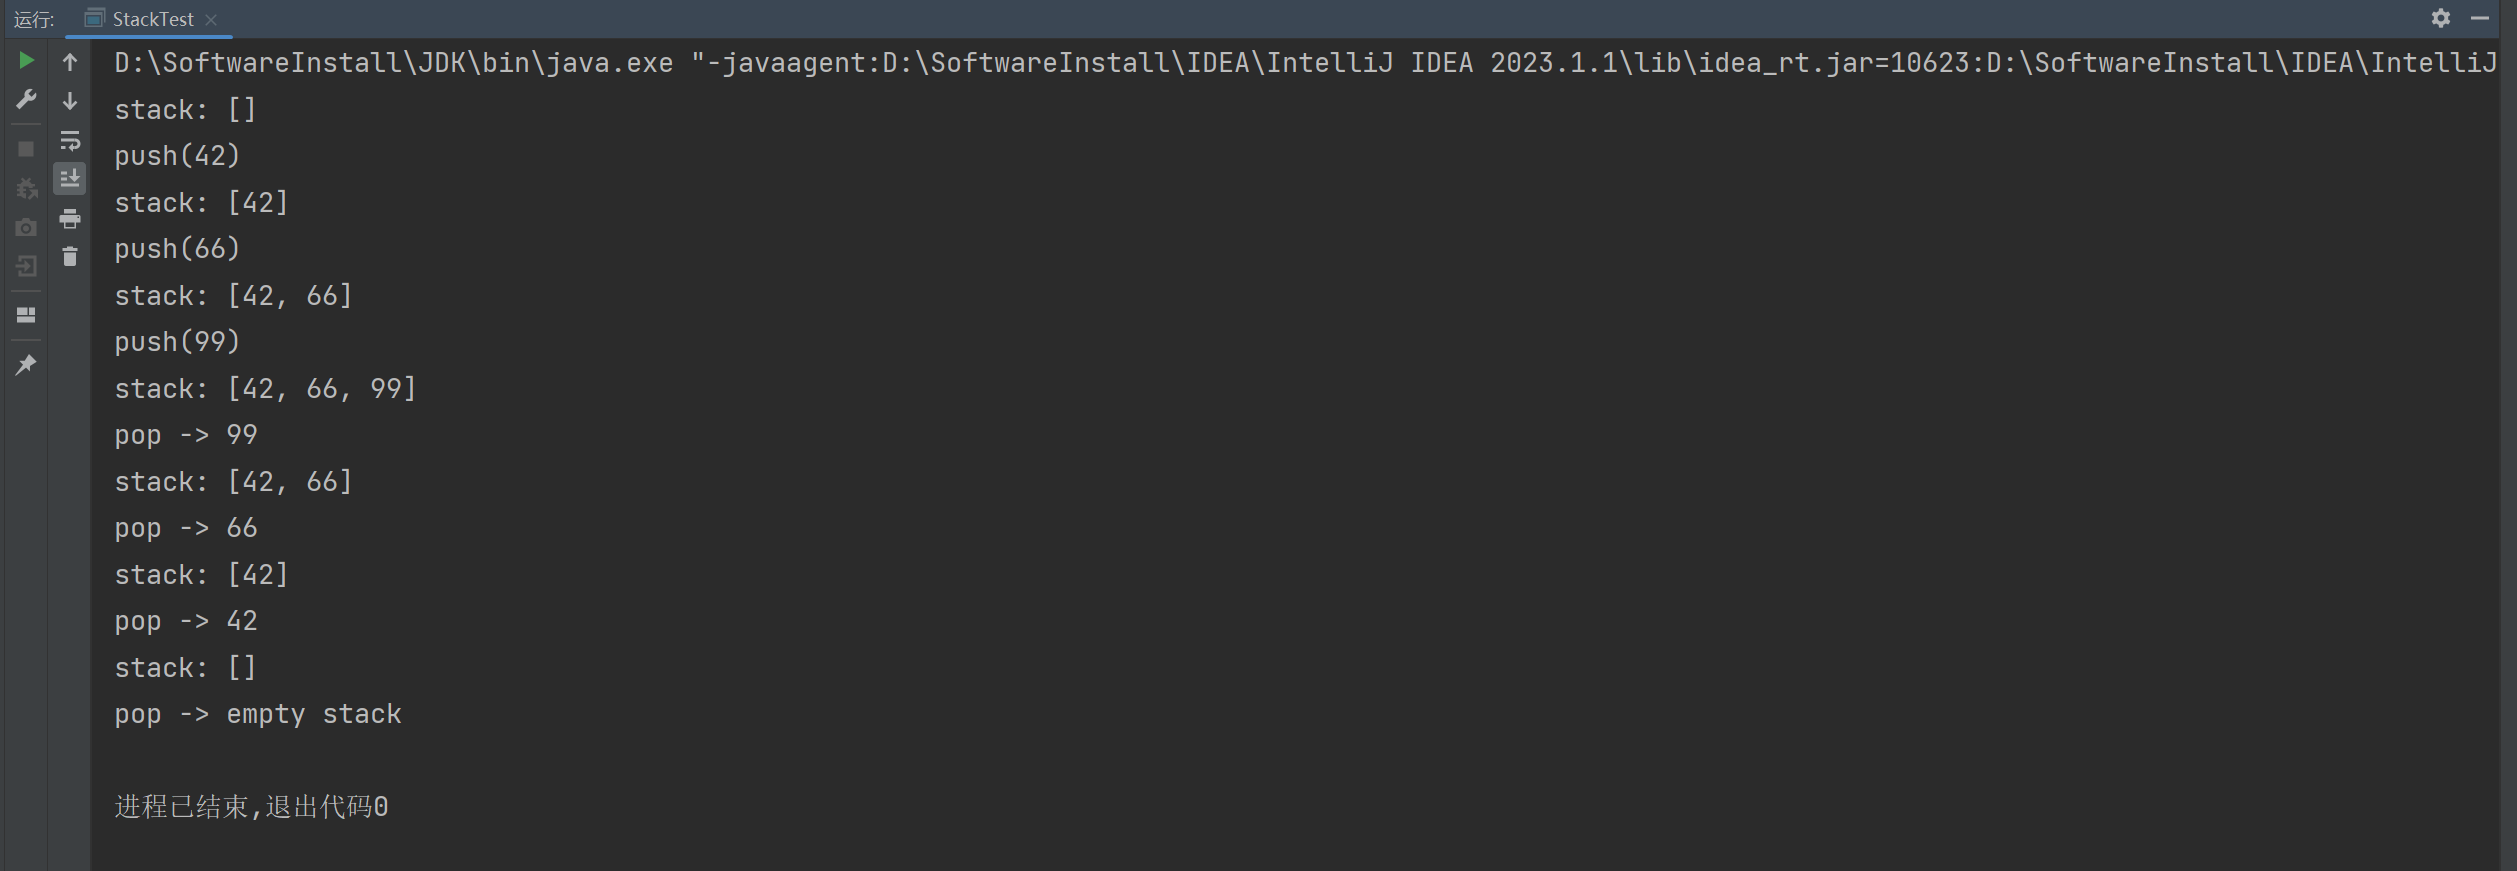 运行: StackTest
D:\SoftwareInstall\JDK\bin\java.exe "-javaagent:D:\SoftwareInstall\IDEA\IntelliJ IDEA 2023.1.1\lib\idea_rt.jar=10623:D:\SoftwareInstall\IDEA\IntelliJ
stack: []
push(42)
stack: [42]
push(66)
stack: [42, 66]
push(99)
stack: [42, 66, 99]
pop -> 99
stack: [42, 66]
pop -> 66
stack: [42]
pop -> 42
stack: []
pop -> empty stack
进程已结束,退出代码0